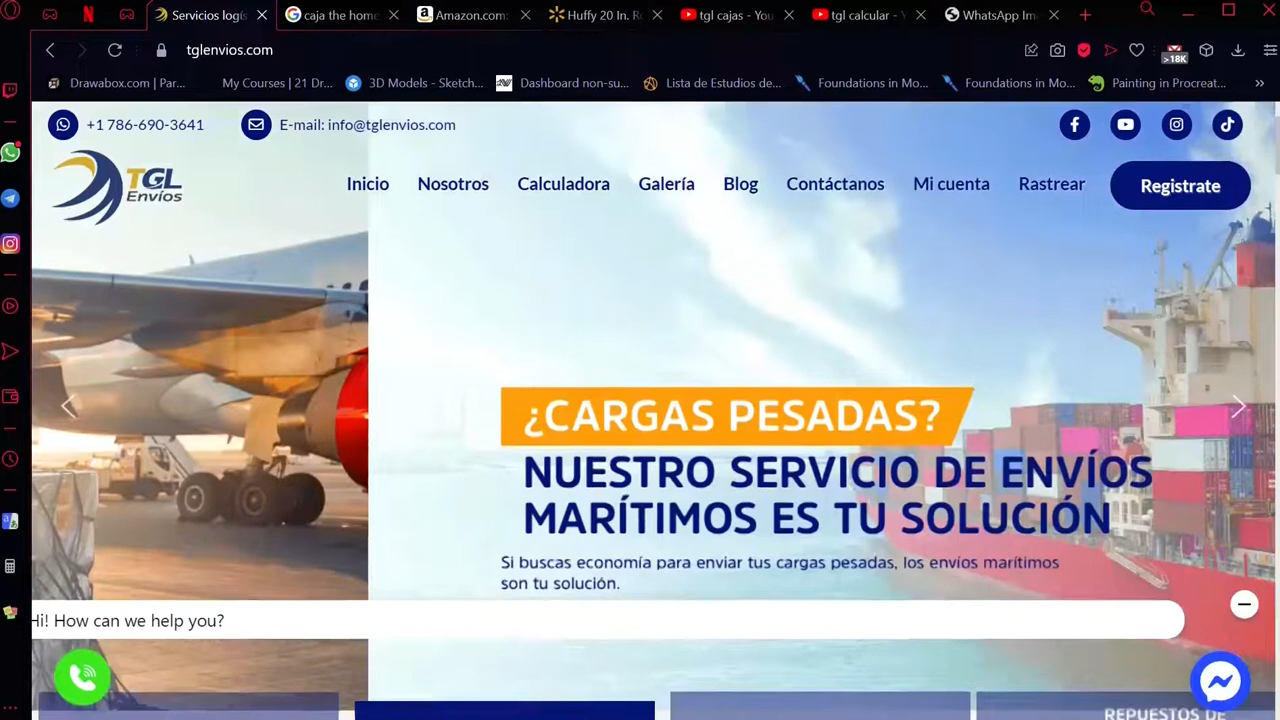 Servicios logís
caja the home
Amazon.com:
Huffy 20 In. R
tgl cajas - You
tgl calcular - Y
WhatsApp Im
tglenvios.com
>18K
Drawabox.com | Par...
My Courses | 21 Dr...
3D Models - Sketch...
Dashboard non-su...
Lista de Estudios de...
Foundations in Mo...
Foundations in Mo...
Painting in Procreat...
+1 786-690-3641
E-mail: info@tglenvios.com
TGL
Envíos
Inicio
Nosotros
Calculadora
Galería
Blog
Contáctanos
Mi cuenta
Rastrear
Registrate
¿CARGAS PESADAS?
NUESTRO SERVICIO DE ENVÍOS
MARÍTIMOS ES TU SOLUCIÓN
Si buscas economía para enviar tus cargas pesadas, los envíos marítimos
son tu solución.
Hi! How can we help you?
REPUESTOS DE